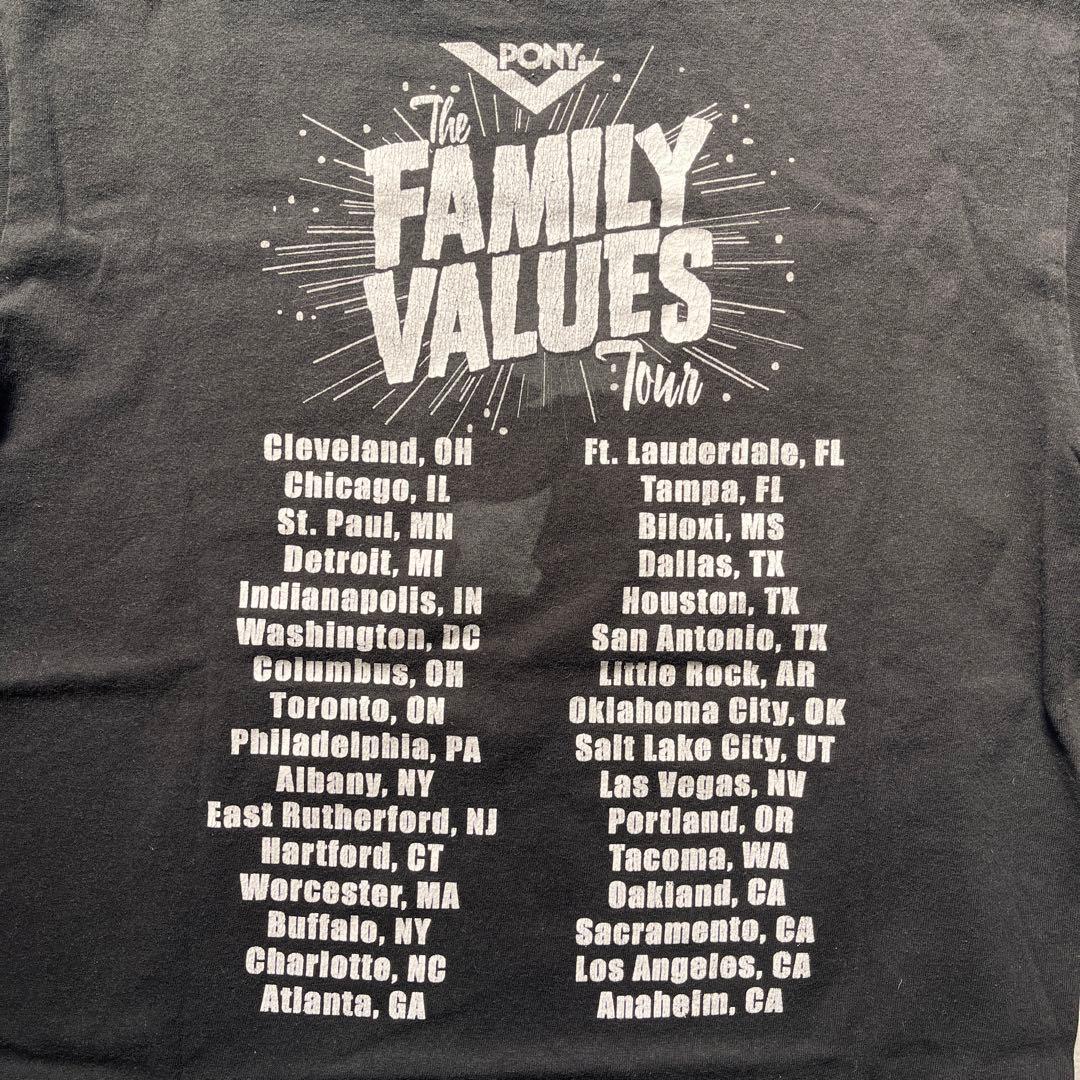 PONY
The
FAMILY
VALUES
Tour
Cleveland, OH
Chicago, IL
St. Paul, MN
Detroit, MI
Indianapolis, IN
Washington, DC
Columbus, OH
Toronto, ON
Philadelphia, PA
Albany, NY
East Rutherford, NJ
Hartford, CT
Worcester, MA
Buffalo, NY
Charlotte, NC
Atlanta, GA
Ft. Lauderdale, FL
Tampa, FL
Biloxi, MS
Dallas, TX
Houston, TX
San Antonio, TX
Little Rock, AR
Oklahoma City, OK
Salt Lake City, UT
Las Vegas, NV
Portland, OR
Tacoma, WA
Oakland, CA
Sacramento, CA
Los Angeles, CA
Anaheim, CA